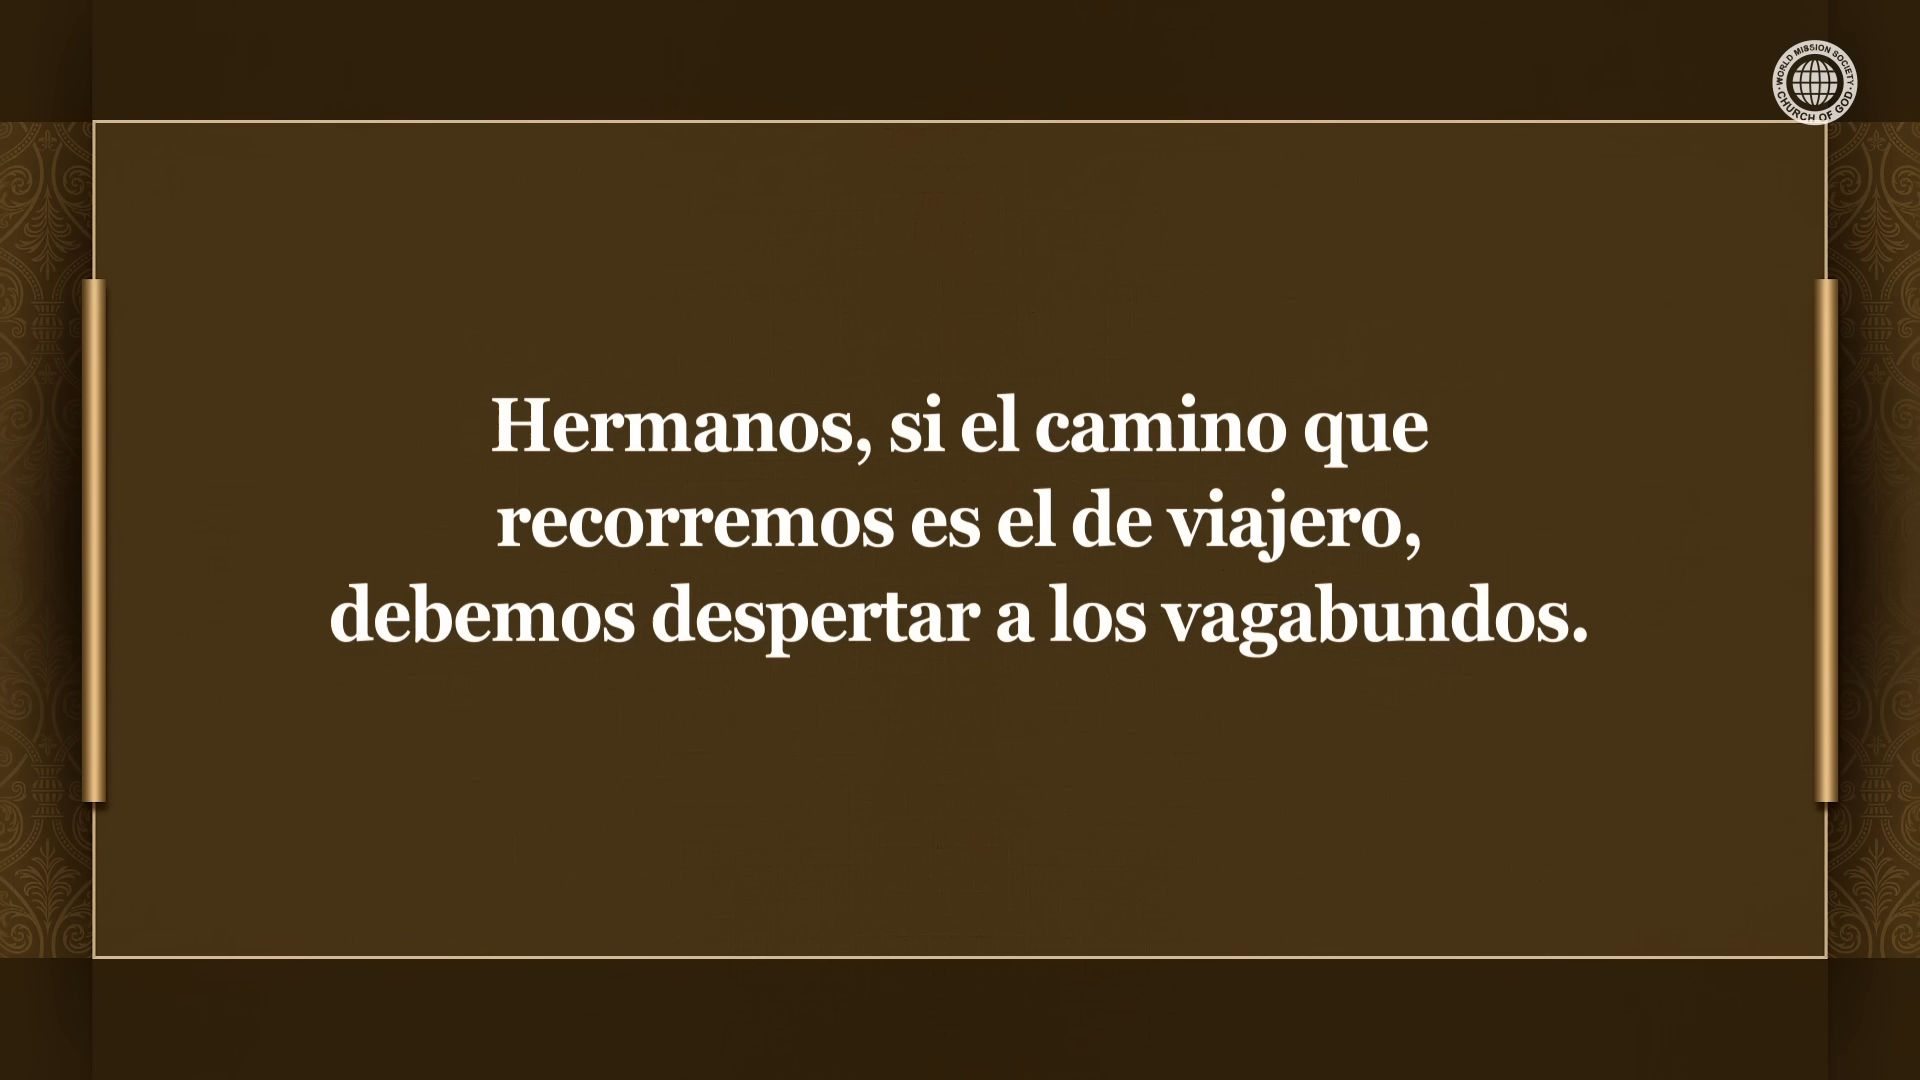 WORLD MISSION SOCIETY
CHURCH OF GOD
Hermanos, si el camino que
recorremos es el de viajero,
debemos despertar a los vagabundos.